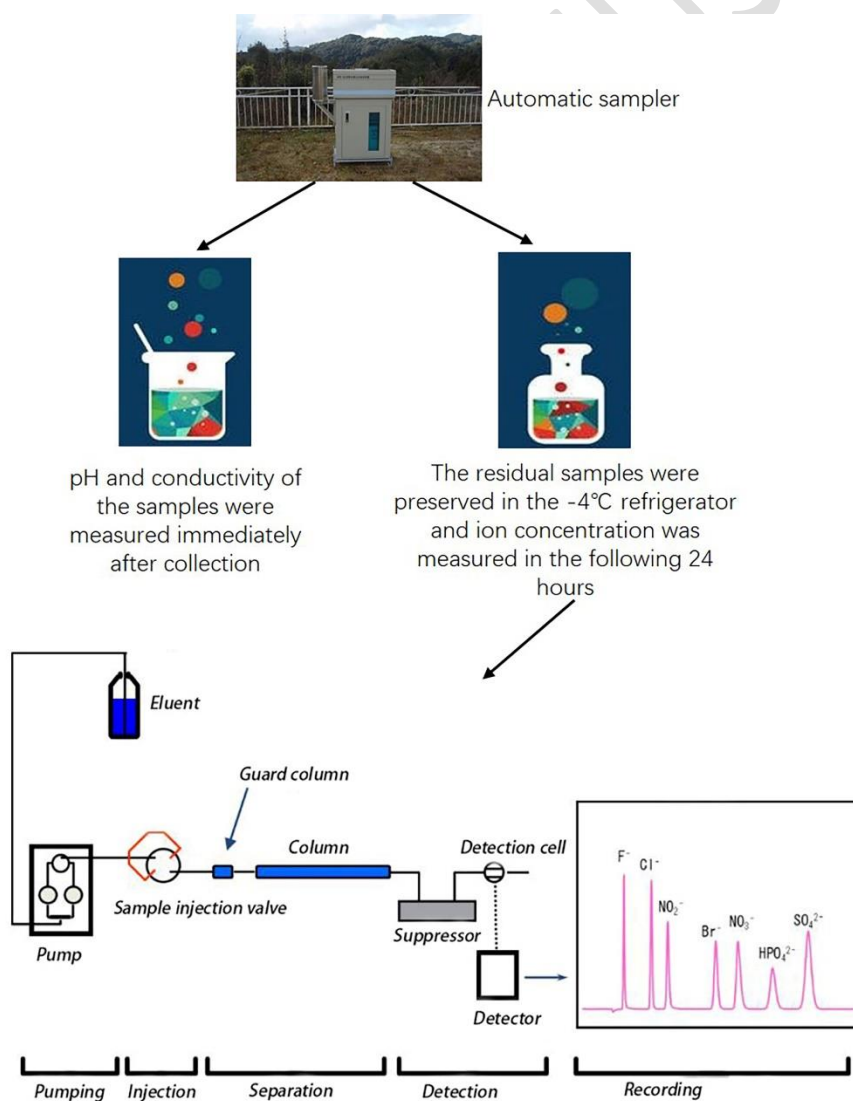 Automatic sampler
pH and conductivity of
the samples were
measured immediately
after collection
The residual samples were
preserved in the -4℃ refrigerator
and ion concentration was
measured in the following 24
hours
Eluent
Guard column
Column
Detection cell
Sample injection valve
Suppressor
Pump
Detector
F⁻
Cl⁻
NO₂⁻
Br⁻
NO₃⁻
HPO₄²⁻
SO₄²⁻
Pumping
Injection
Separation
Detection
Recording